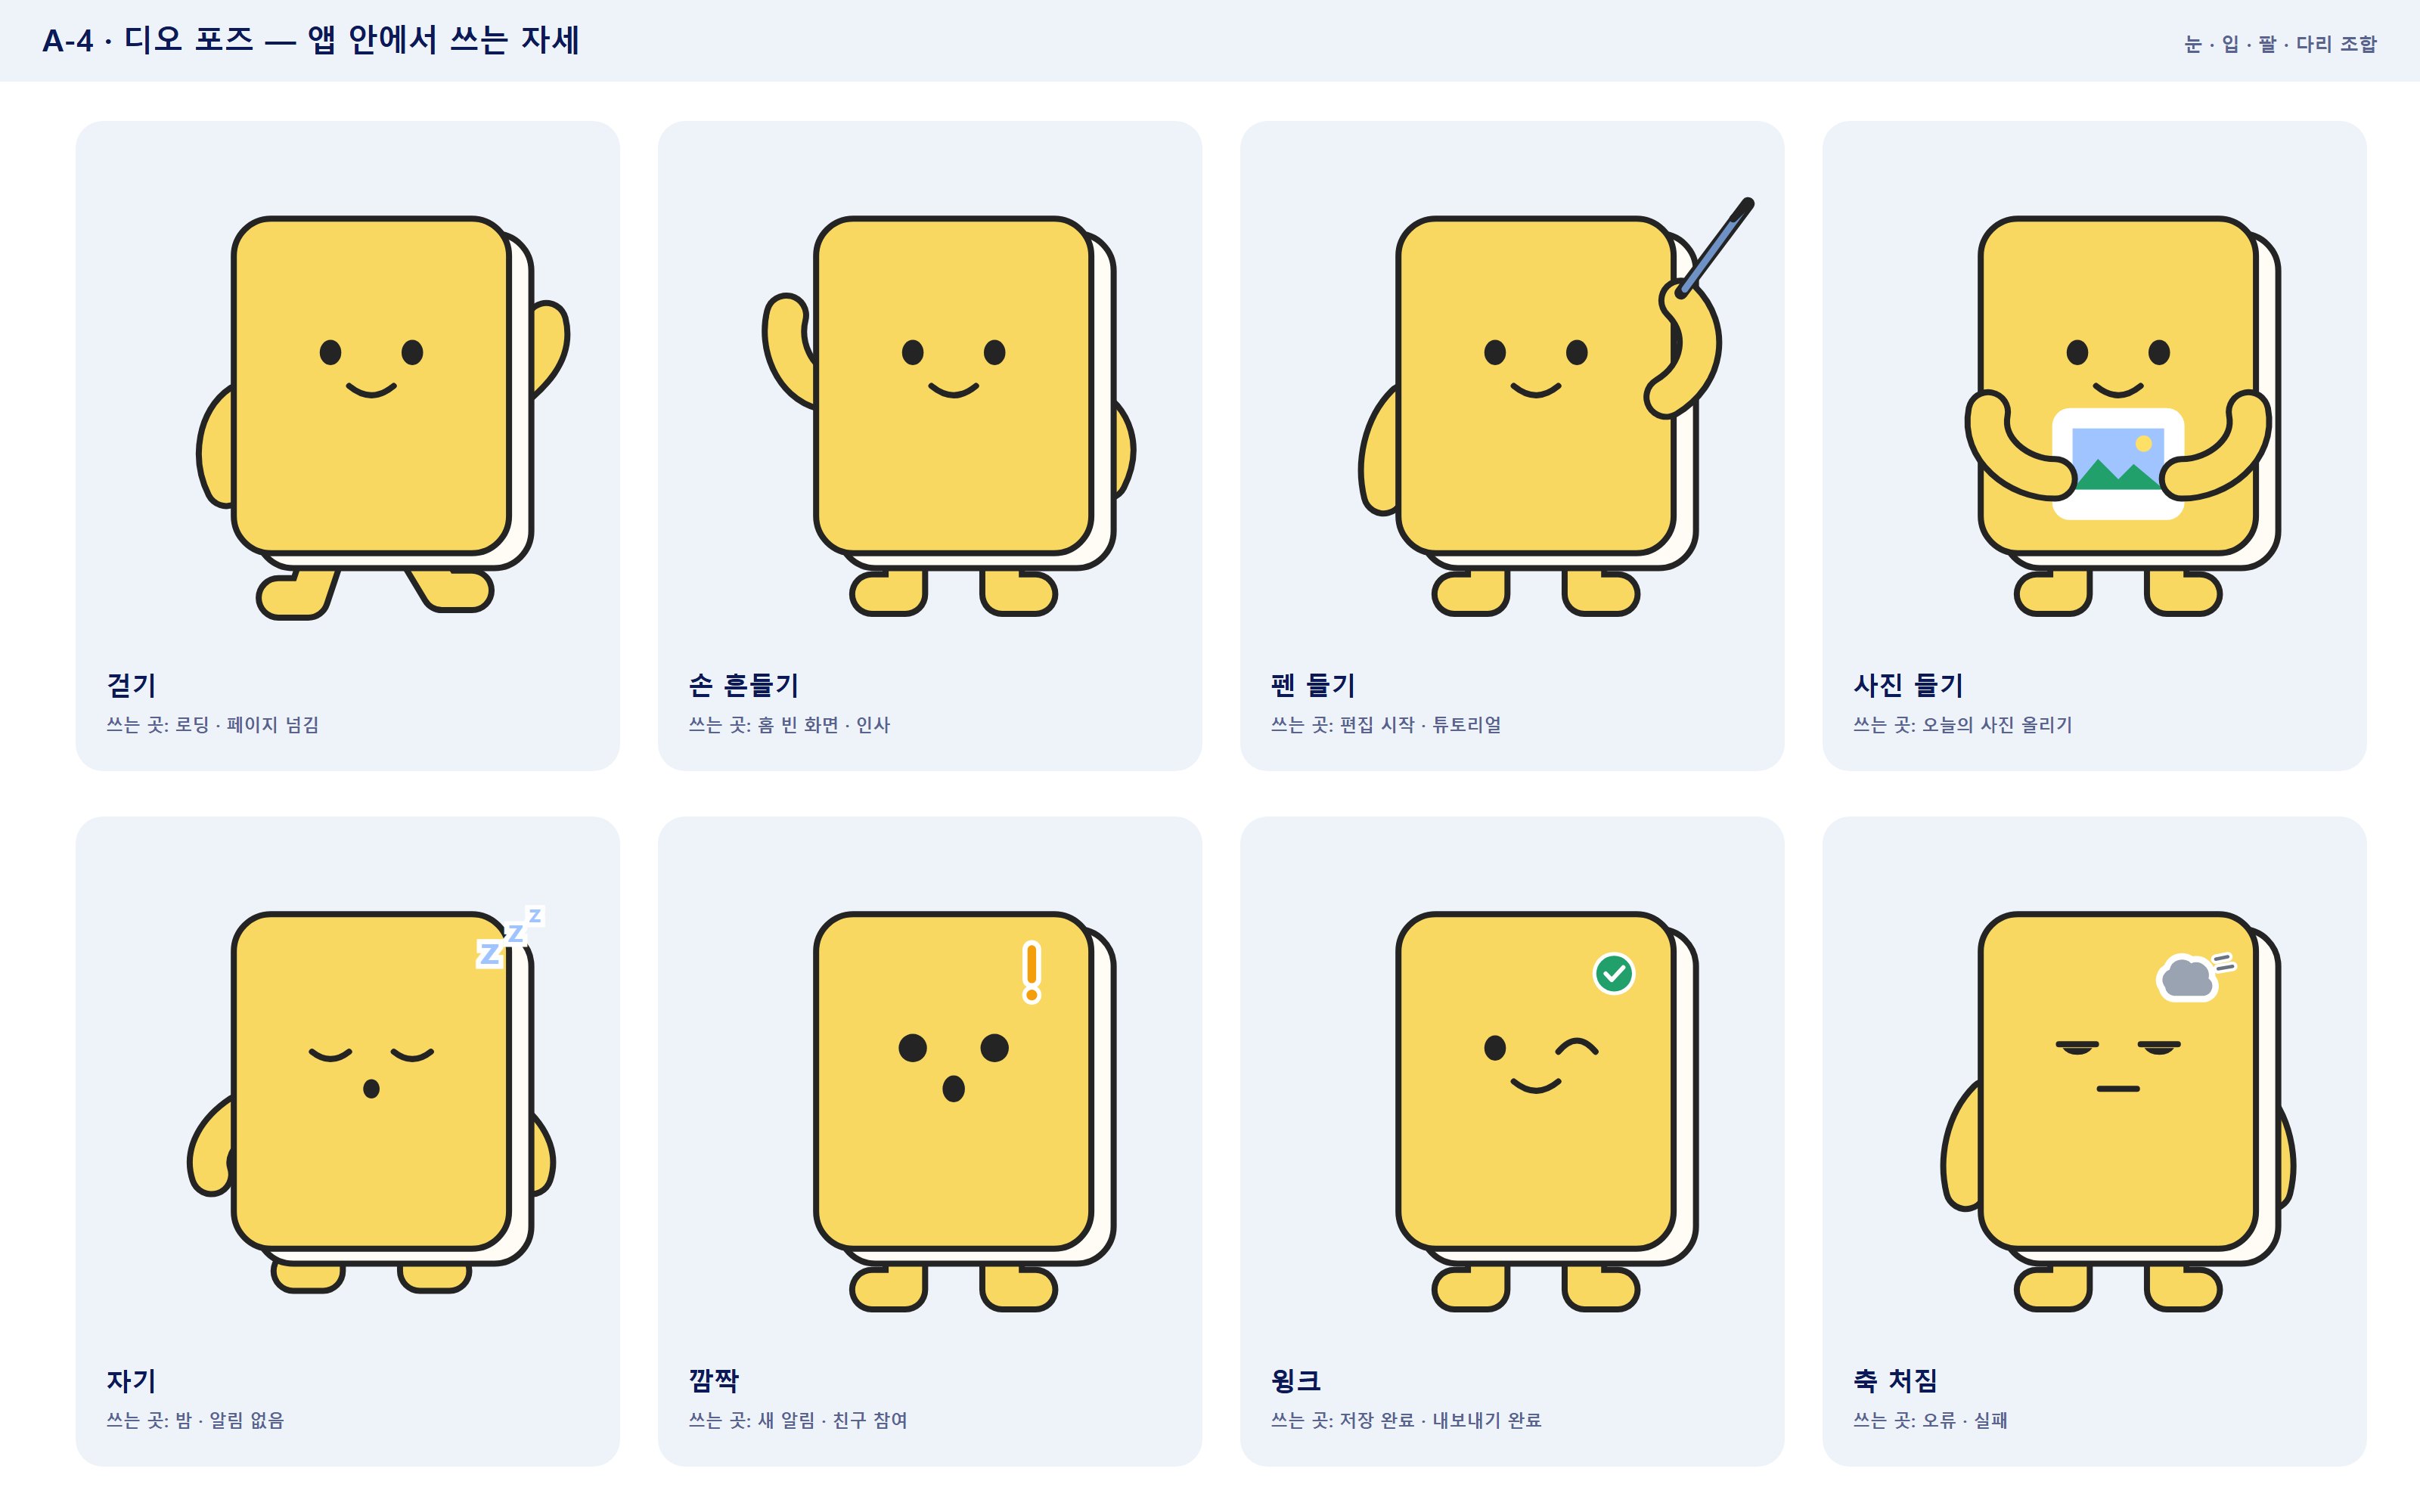 A-4 · 디오 포즈 — 앱 안에서 쓰는 자세
눈 · 입 · 팔 · 다리 조합
걷기
쓰는 곳: 로딩 · 페이지 넘김
손 흔들기
쓰는 곳: 홈 빈 화면 · 인사
펜 들기
쓰는 곳: 편집 시작 · 튜토리얼
사진 들기
쓰는 곳: 오늘의 사진 올리기
z
z
z
자기
쓰는 곳: 밤 · 알림 없음
깜짝
쓰는 곳: 새 알림 · 친구 참여
윙크
쓰는 곳: 저장 완료 · 내보내기 완료
축 처짐
쓰는 곳: 오류 · 실패